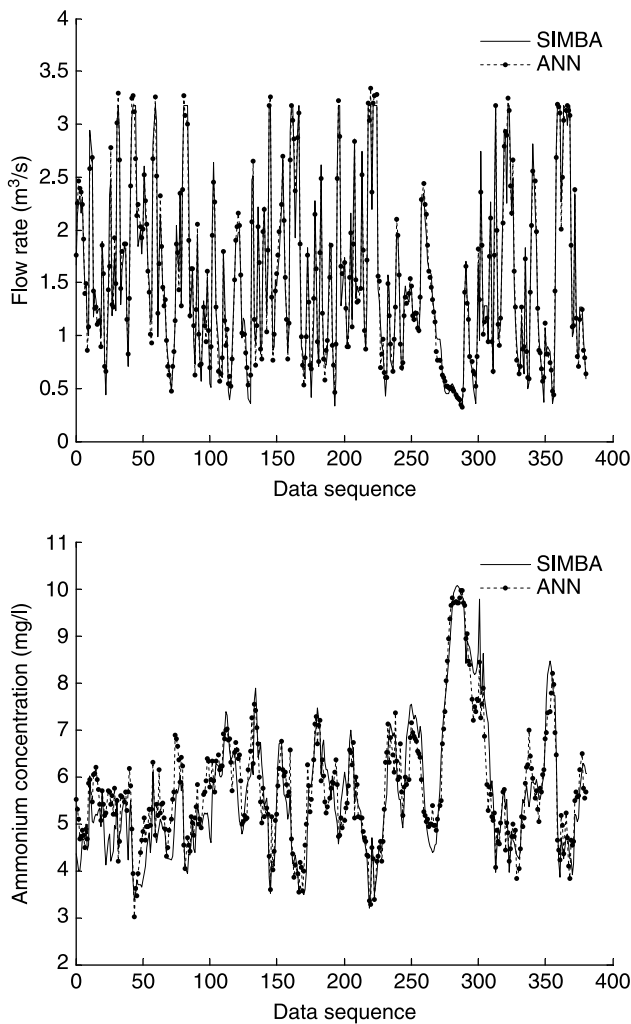 4
3.5
3
2.5
2
1.5
1
0.5
0
Flow rate (m³/s)
SIMBA
ANN
0 50 100 150 200 250 300 350 400
Data sequence
11
10
9
8
7
6
5
4
3
2
Ammonium concentration (mg/l)
SIMBA
ANN
0 50 100 150 200 250 300 350 400
Data sequence